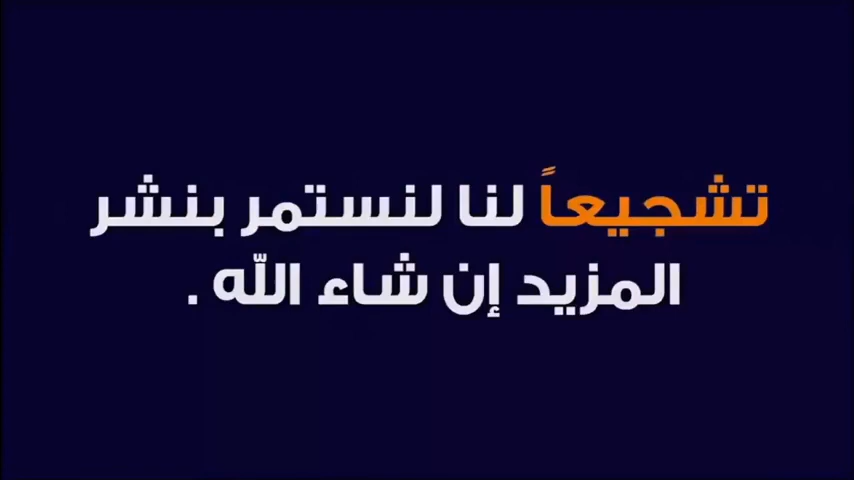 تشجيعاً لنا لنستمر بنشر
المزيد إن شاء الله .